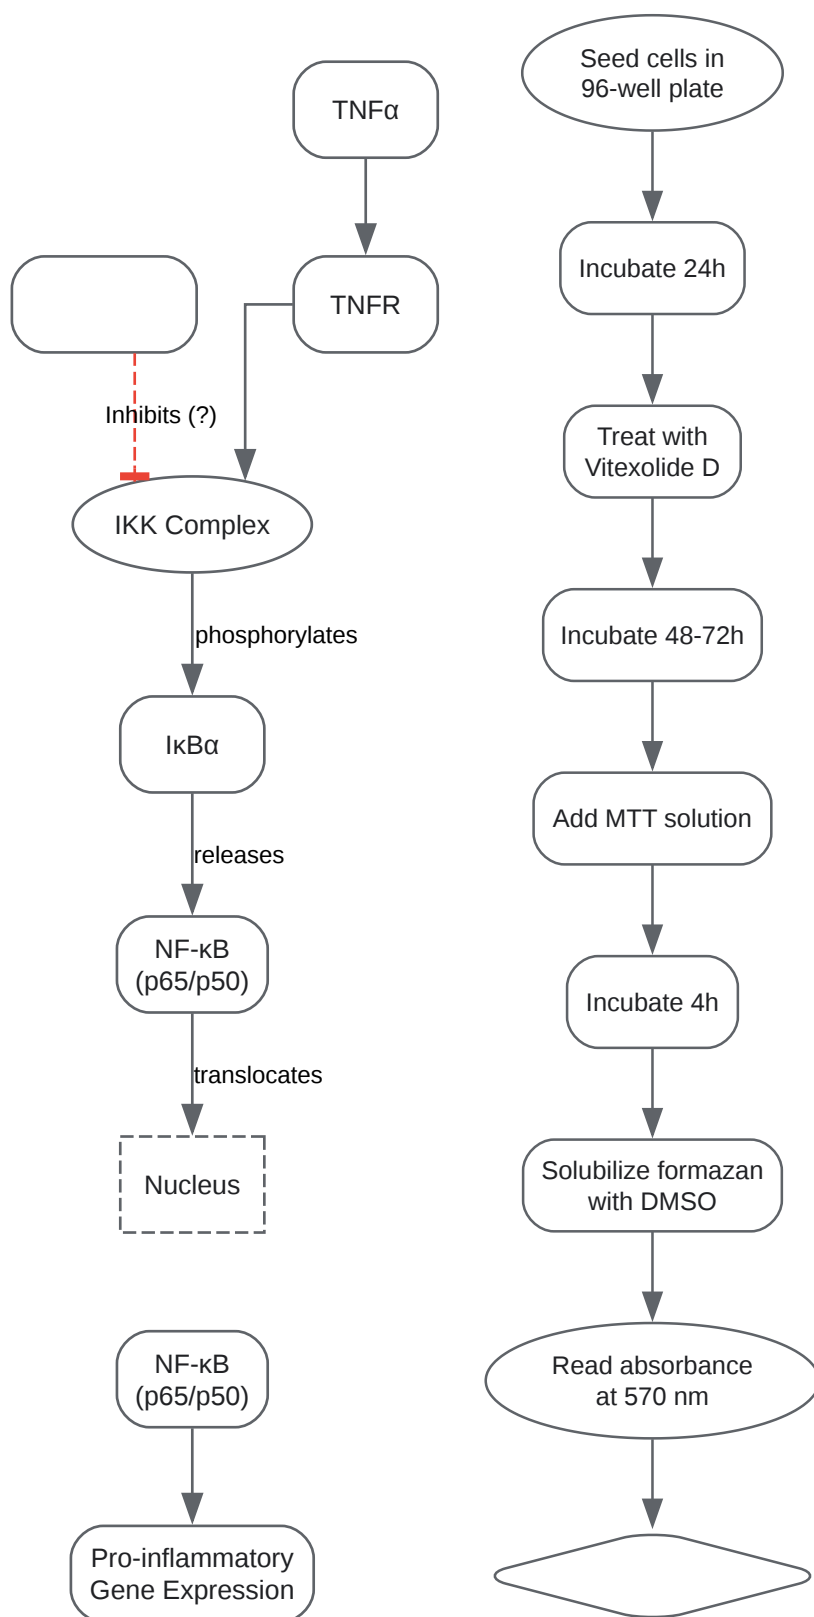 TNFα
TNFR
Inhibits (?)
IKK Complex
phosphorylates
IκBα
releases
NF-κB
(p65/p50)
translocates
Nucleus
NF-κB
(p65/p50)
Pro-inflammatory
Gene Expression
Seed cells in
96-well plate
Incubate 24h
Treat with
Vitexolide D
Incubate 48-72h
Add MTT solution
Incubate 4h
Solubilize formazan
with DMSO
Read absorbance
at 570 nm